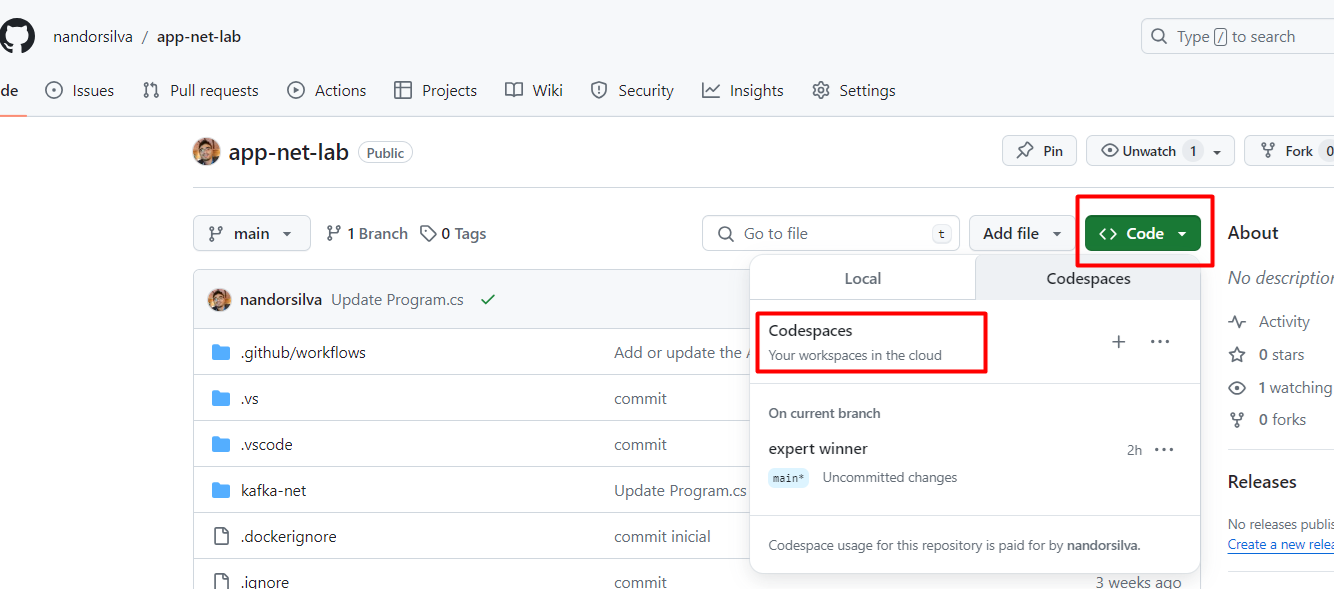 nandorsilva / app-net-lab
Type / to search
de Issues Pull requests Actions Projects Wiki Security Insights Settings
app-net-lab Public
Pin Unwatch 1 Fork 0
main 1 Branch 0 Tags Go to file t Add file <> Code
About
Local Codespaces
No description
nandorsilva Update Program.cs
Codespaces
Your workspaces in the cloud
Activity
0 stars
1 watching
0 forks
.github/workflows Add or update the A
.vs commit
.vscode commit
kafka-net Update Program.cs
.dockerignore commit inicial
.ignore commit 3 weeks ago
On current branch
expert winner 2h
main* Uncommitted changes
Codespace usage for this repository is paid for by nandorsilva.
Releases
No releases publis
Create a new relea